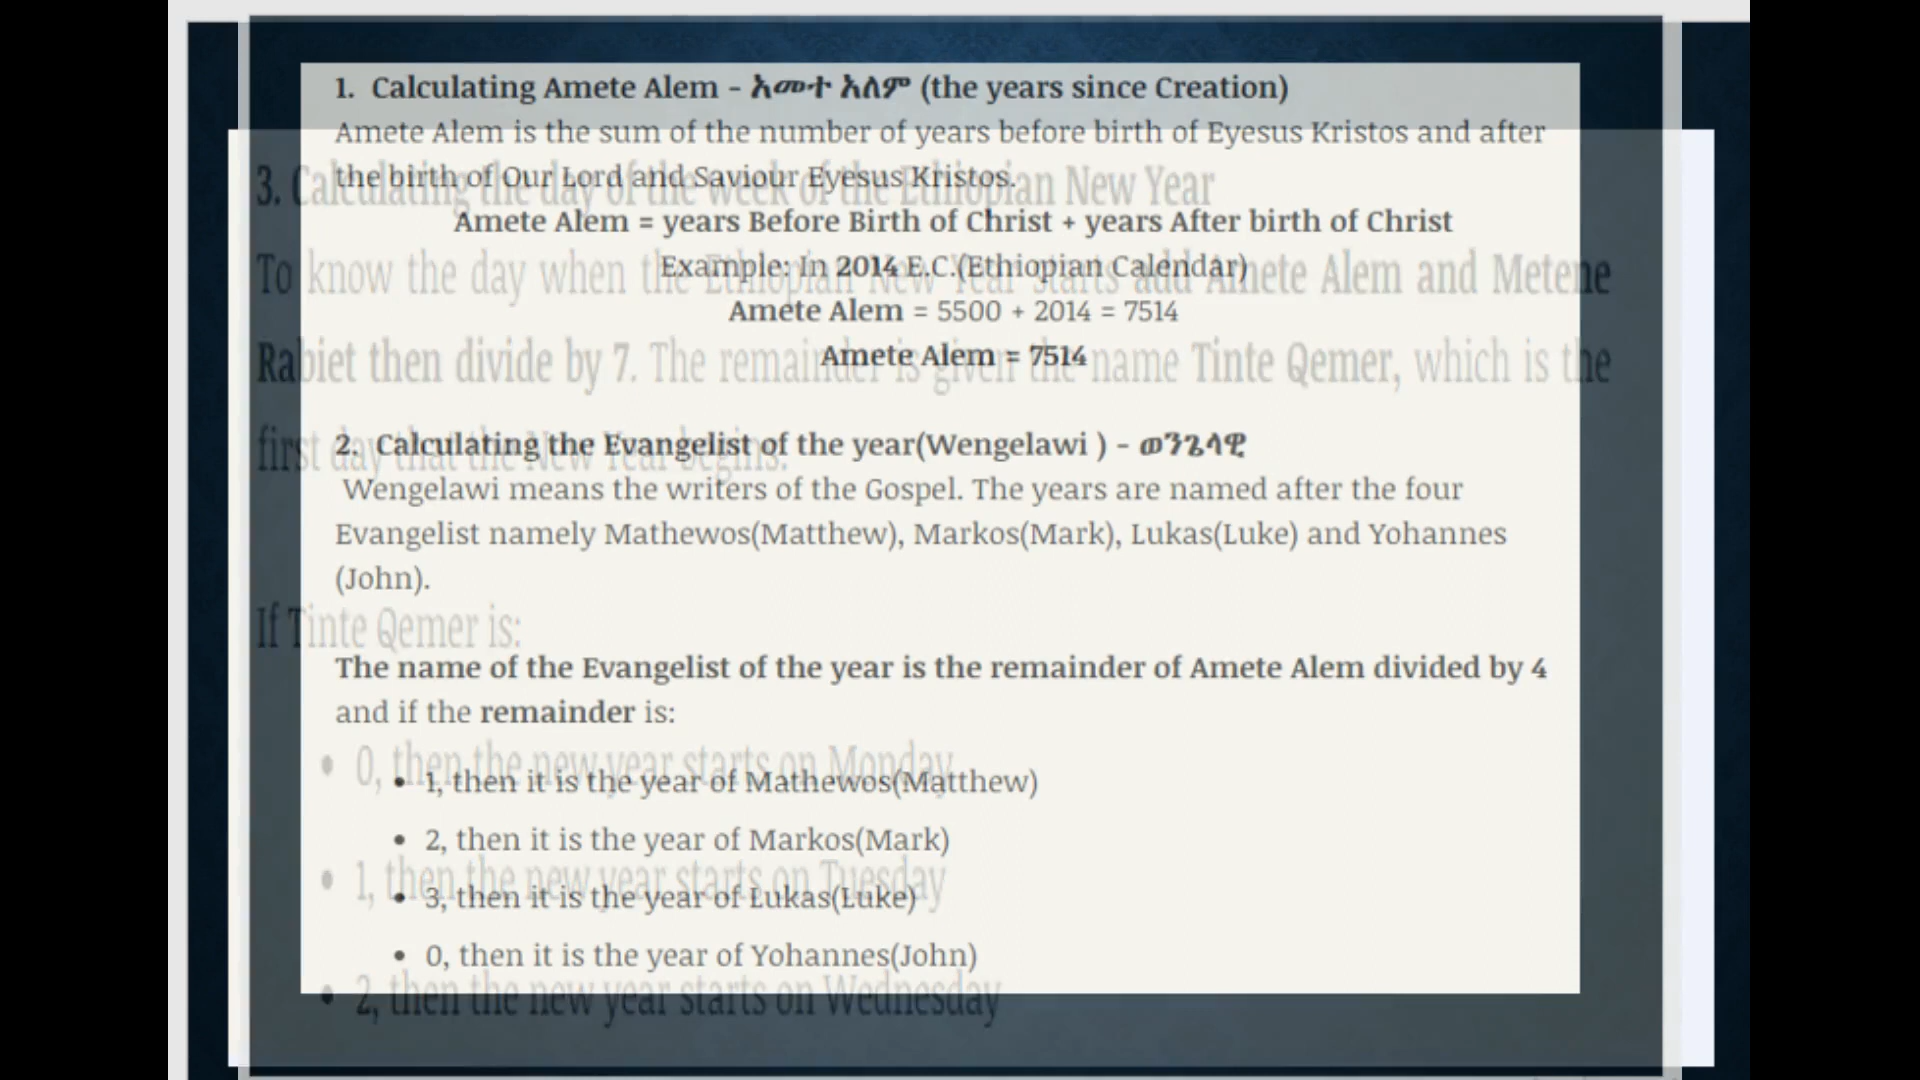 1. Calculating Amete Alem - አመተ አለም (the years since Creation)
Amete Alem is the sum of the number of years before birth of Eyesus Kristos and after
the birth of Our Lord and Saviour Eyesus Kristos.
Amete Alem = years Before Birth of Christ + years After birth of Christ
Example: In 2014 E.C.(Ethiopian Calendar)
Amete Alem = 5500 + 2014 = 7514
Amete Alem = 7514
2. Calculating the Evangelist of the year(Wengelawi ) - ወንጌላዊ
Wengelawi means the writers of the Gospel. The years are named after the four
Evangelist namely Mathewos(Matthew), Markos(Mark), Lukas(Luke) and Yohannes
(John).
The name of the Evangelist of the year is the remainder of Amete Alem divided by 4
and if the remainder is:
• 1, then it is the year of Mathewos(Matthew)
• 2, then it is the year of Markos(Mark)
• 3, then it is the year of Lukas(Luke)
• 0, then it is the year of Yohannes(John)
3. Calculating the day of the week of the Ethiopian New Year
To know the day when the Ethiopian New Year starts add Amete Alem and Metene
Rabiet then divide by 7. The remainder is given the name Tinte Qemer, which is the
first day that the New Year begins.
If Tinte Qemer is:
• 0, then the new year starts on Monday
• 1, then the new year starts on Tuesday
• 2, then the new year starts on Wednesday